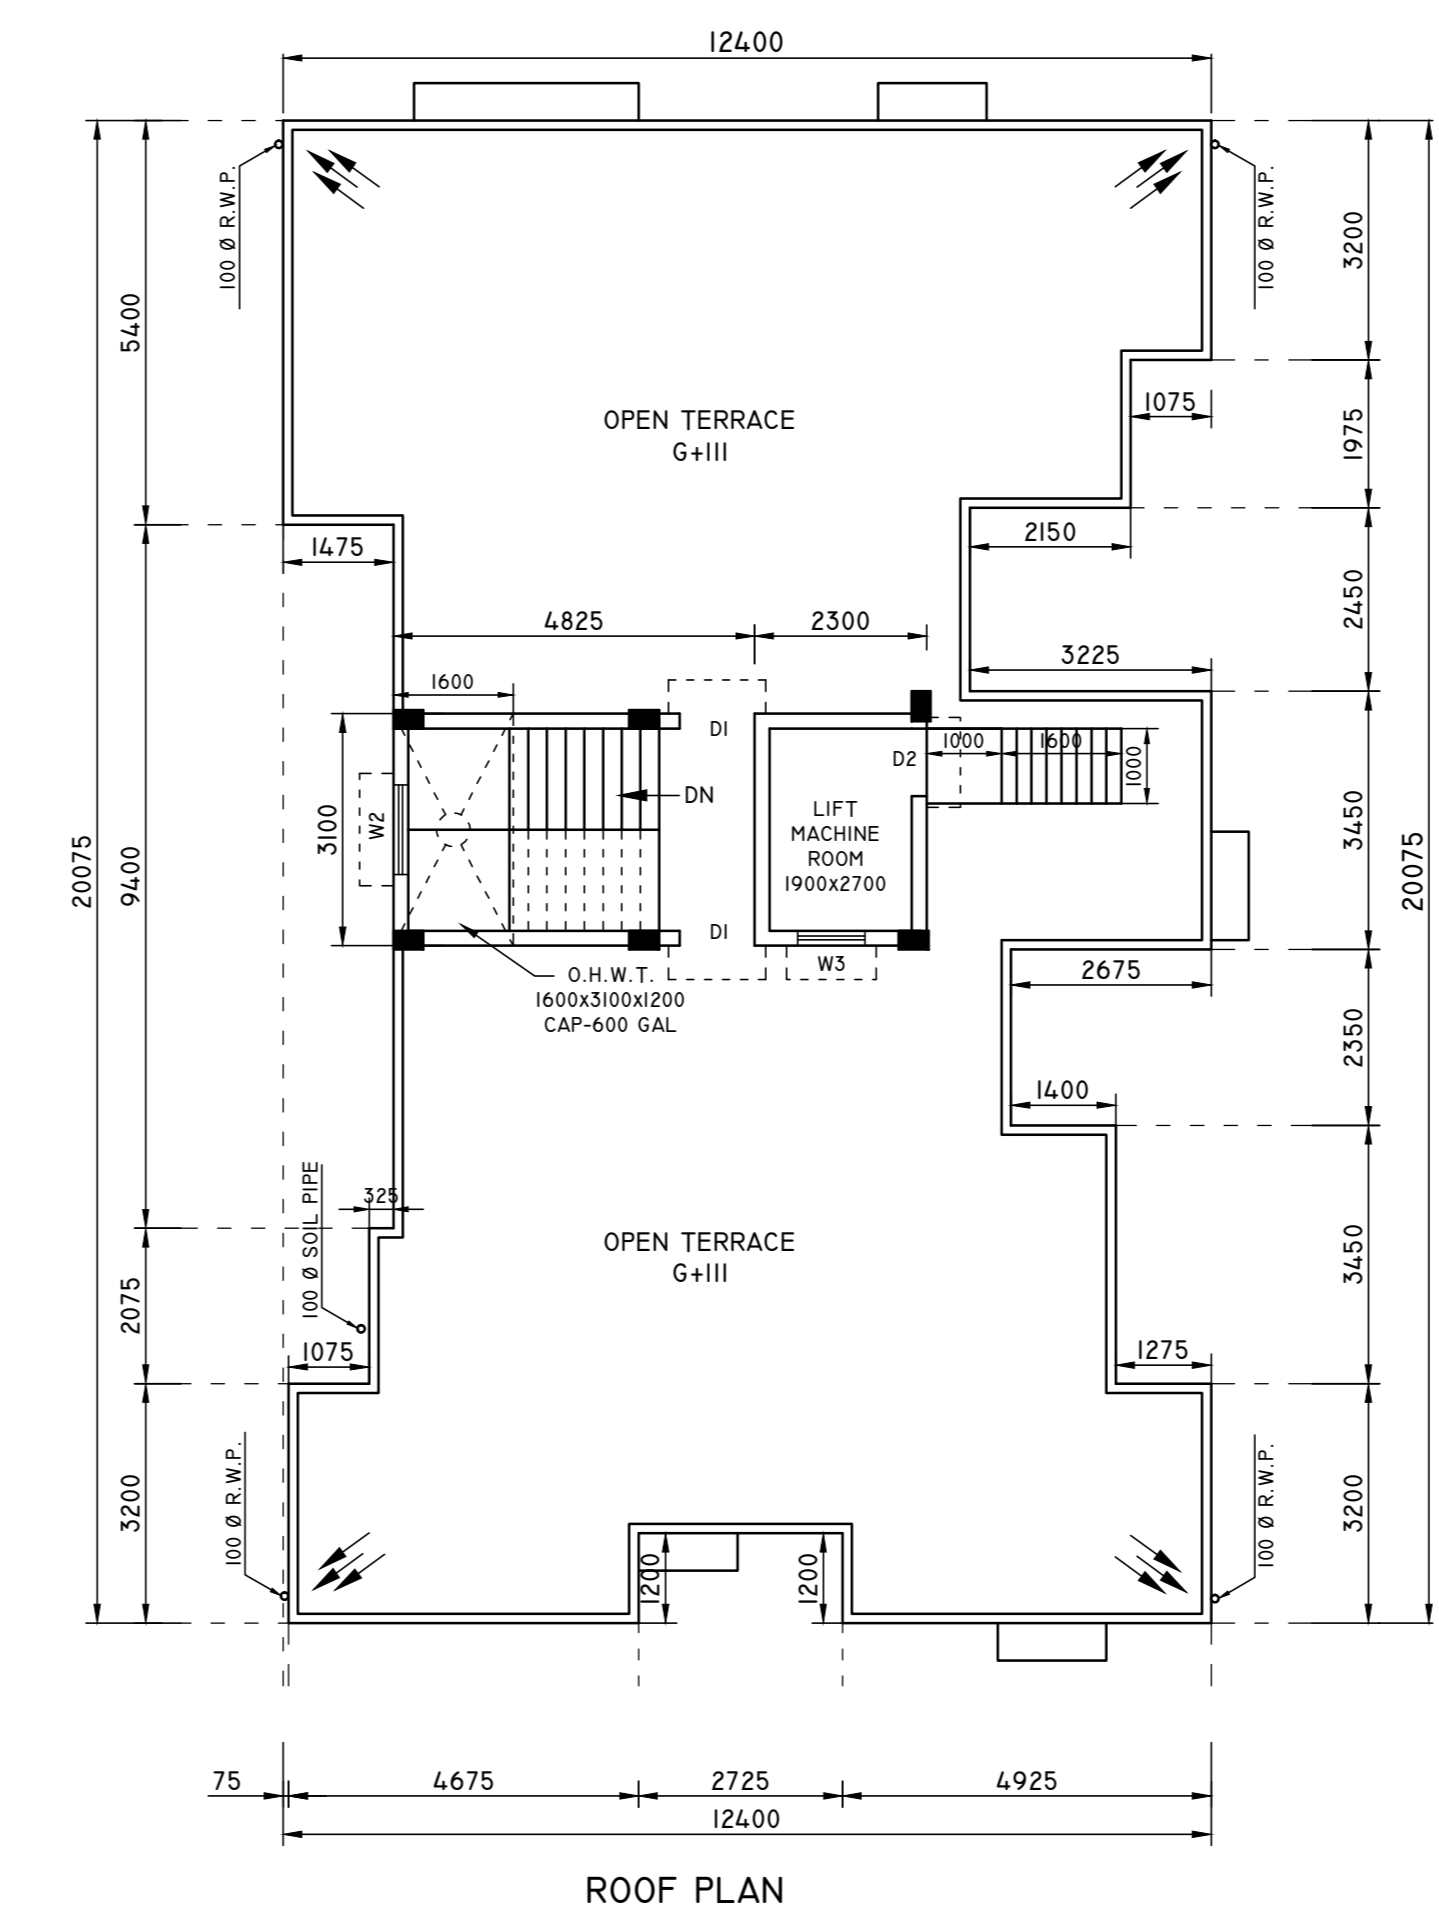 12400
100 Ø R.W.P.
100 Ø R.W.P.
5400
3200
OPEN TERRACE
G+III
1075
1975
1475
2150
2450
4825
2300
3225
1600
D1
D2
1000
1600
1000
DN
W2
3100
LIFT
MACHINE
ROOM
1900x2700
3450
20075
9400
20075
D1
W3
O.H.W.T.
1600x3100x1200
CAP-600 GAL
2675
2350
1400
325
100 Ø SOIL PIPE
OPEN TERRACE
G+III
3450
2075
1075
1275
3200
100 Ø R.W.P.
100 Ø R.W.P.
3200
1200
1200
75
4675
2725
4925
12400
ROOF PLAN